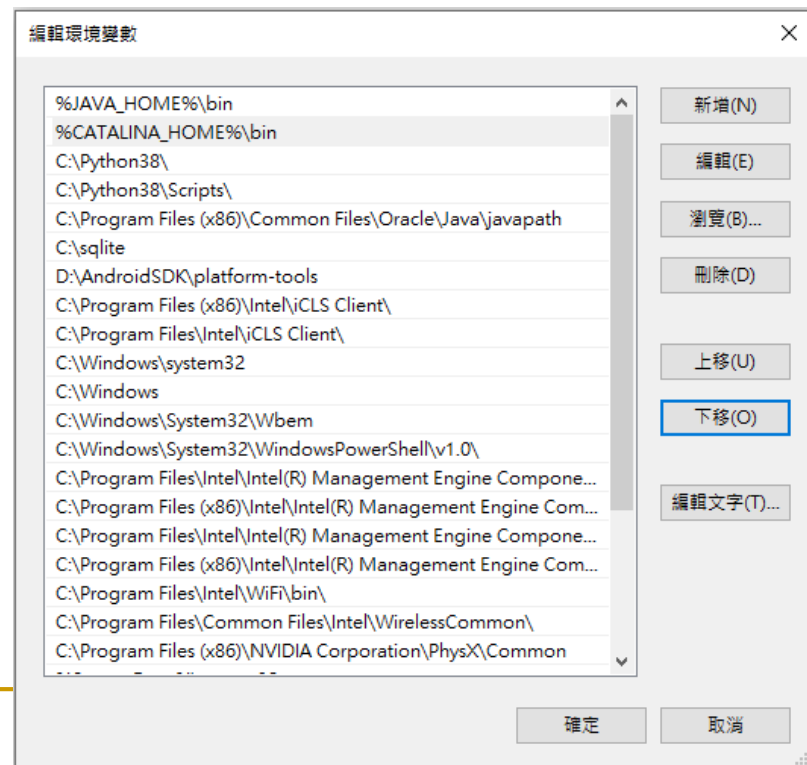 編輯環境變數
%JAVA_HOME%\bin
%CATALINA_HOME%\bin
C:\Python38\
C:\Python38\Scripts\
C:\Program Files (x86)\Common Files\Oracle\Java\javapath
C:\sqlite
D:\AndroidSDK\platform-tools
C:\Program Files (x86)\Intel\iCLS Client\
C:\Program Files\Intel\iCLS Client\
C:\Windows\system32
C:\Windows
C:\Windows\System32\Wbem
C:\Windows\System32\WindowsPowerShell\v1.0\
C:\Program Files\Intel\Intel(R) Management Engine Compone...
C:\Program Files (x86)\Intel\Intel(R) Management Engine Com...
C:\Program Files\Intel\Intel(R) Management Engine Compone...
C:\Program Files (x86)\Intel\Intel(R) Management Engine Com...
C:\Program Files\Intel\WiFi\bin\
C:\Program Files\Common Files\Intel\WirelessCommon\
C:\Program Files (x86)\NVIDIA Corporation\PhysX\Common
新增(N)
編輯(E)
瀏覽(B)...
刪除(D)
上移(U)
下移(O)
編輯文字(T)...
確定
取消